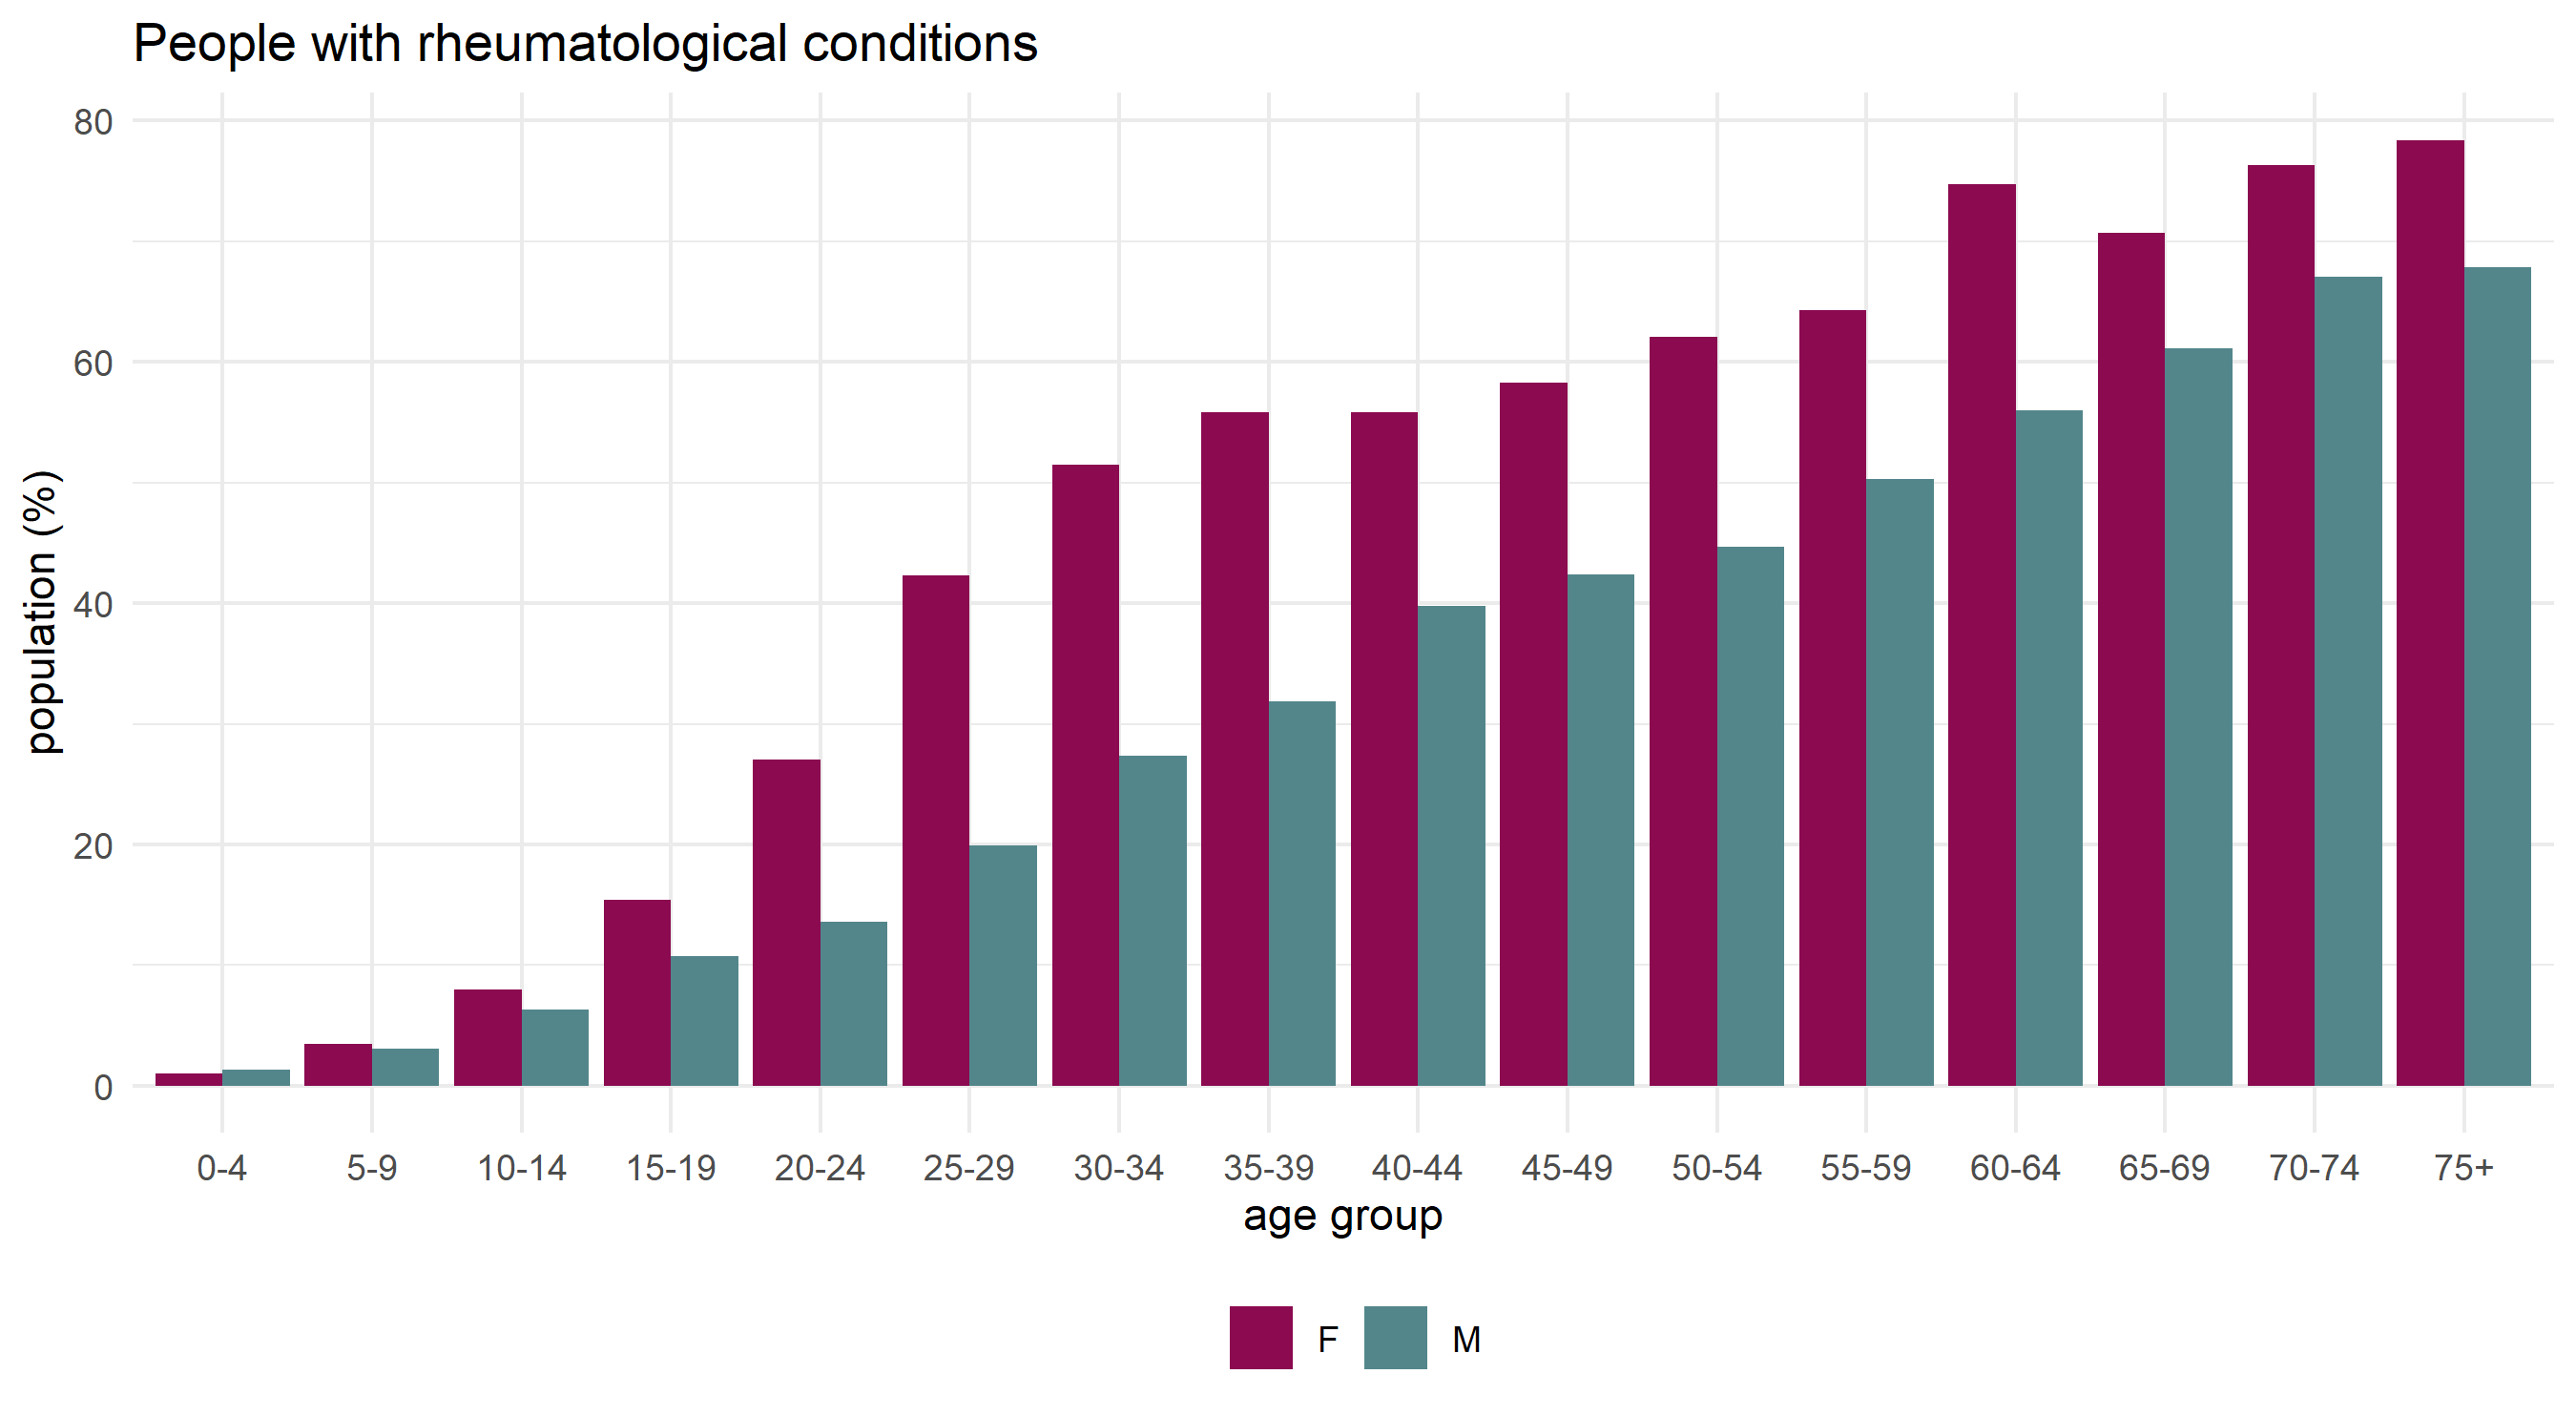 People with rheumatological conditions
80
60
40
20
0
population (%)
0-4 5-9 10-14 15-19 20-24 25-29 30-34 35-39 40-44 45-49 50-54 55-59 60-64 65-69 70-74 75+
age group
F M